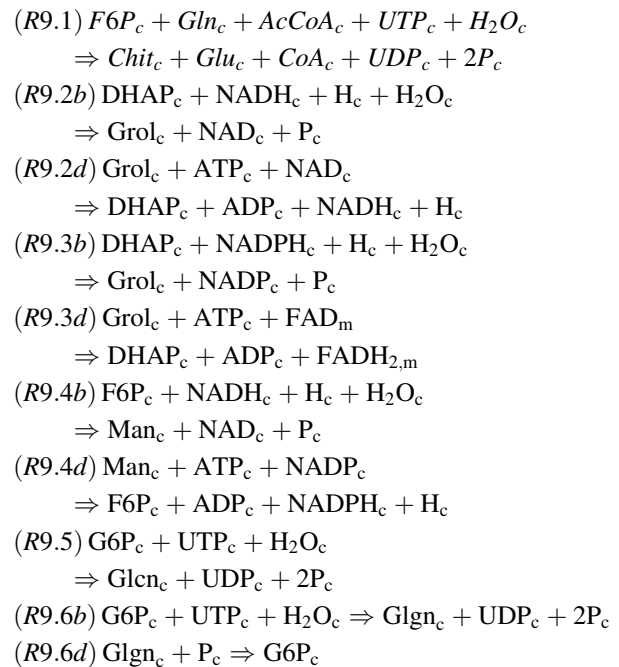 (R9.1) F6P_c + Gln_c + AcCoA_c + UTP_c + H_2O_c
⇒ Chit_c + Glu_c + CoA_c + UDP_c + 2P_c
(R9.2b) DHAP_c + NADH_c + H_c + H_2O_c
⇒ Grol_c + NAD_c + P_c
(R9.2d) Grol_c + ATP_c + NAD_c
⇒ DHAP_c + ADP_c + NADH_c + H_c
(R9.3b) DHAP_c + NADPH_c + H_c + H_2O_c
⇒ Grol_c + NADP_c + P_c
(R9.3d) Grol_c + ATP_c + FAD_m
⇒ DHAP_c + ADP_c + FADH_{2,m}
(R9.4b) F6P_c + NADH_c + H_c + H_2O_c
⇒ Man_c + NAD_c + P_c
(R9.4d) Man_c + ATP_c + NADP_c
⇒ F6P_c + ADP_c + NADPH_c + H_c
(R9.5) G6P_c + UTP_c + H_2O_c
⇒ Glcn_c + UDP_c + 2P_c
(R9.6b) G6P_c + UTP_c + H_2O_c ⇒ Glgn_c + UDP_c + 2P_c
(R9.6d) Glgn_c + P_c ⇒ G6P_c